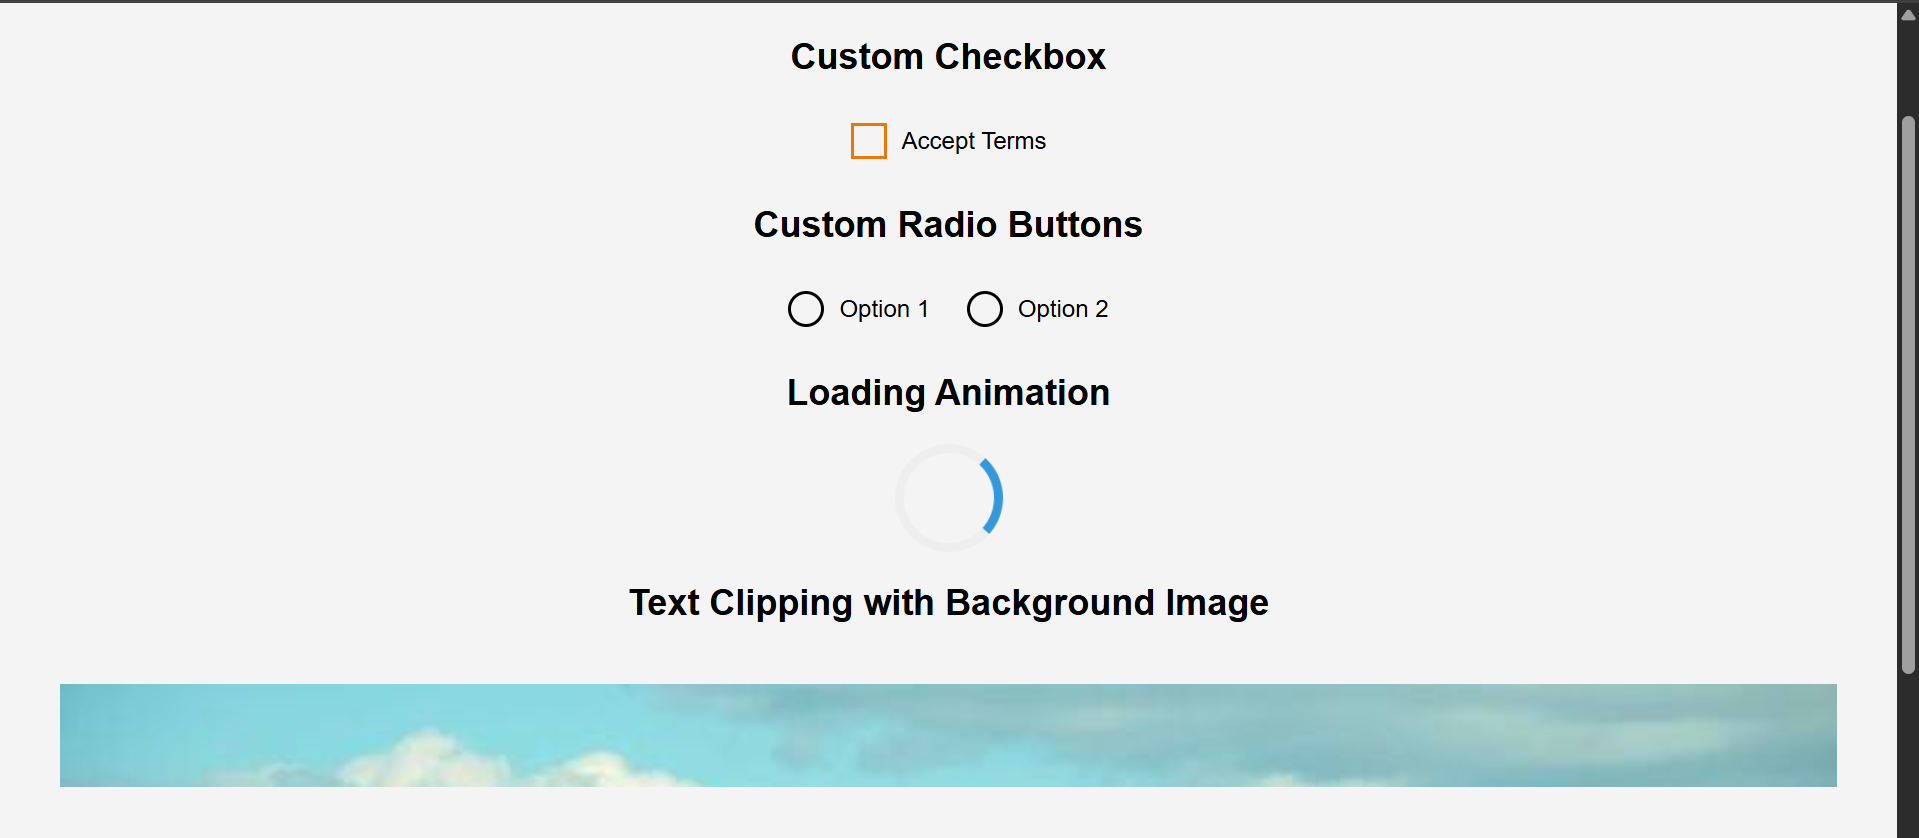 Custom Checkbox
Accept Terms
Custom Radio Buttons
Option 1 Option 2
Loading Animation
Text Clipping with Background Image